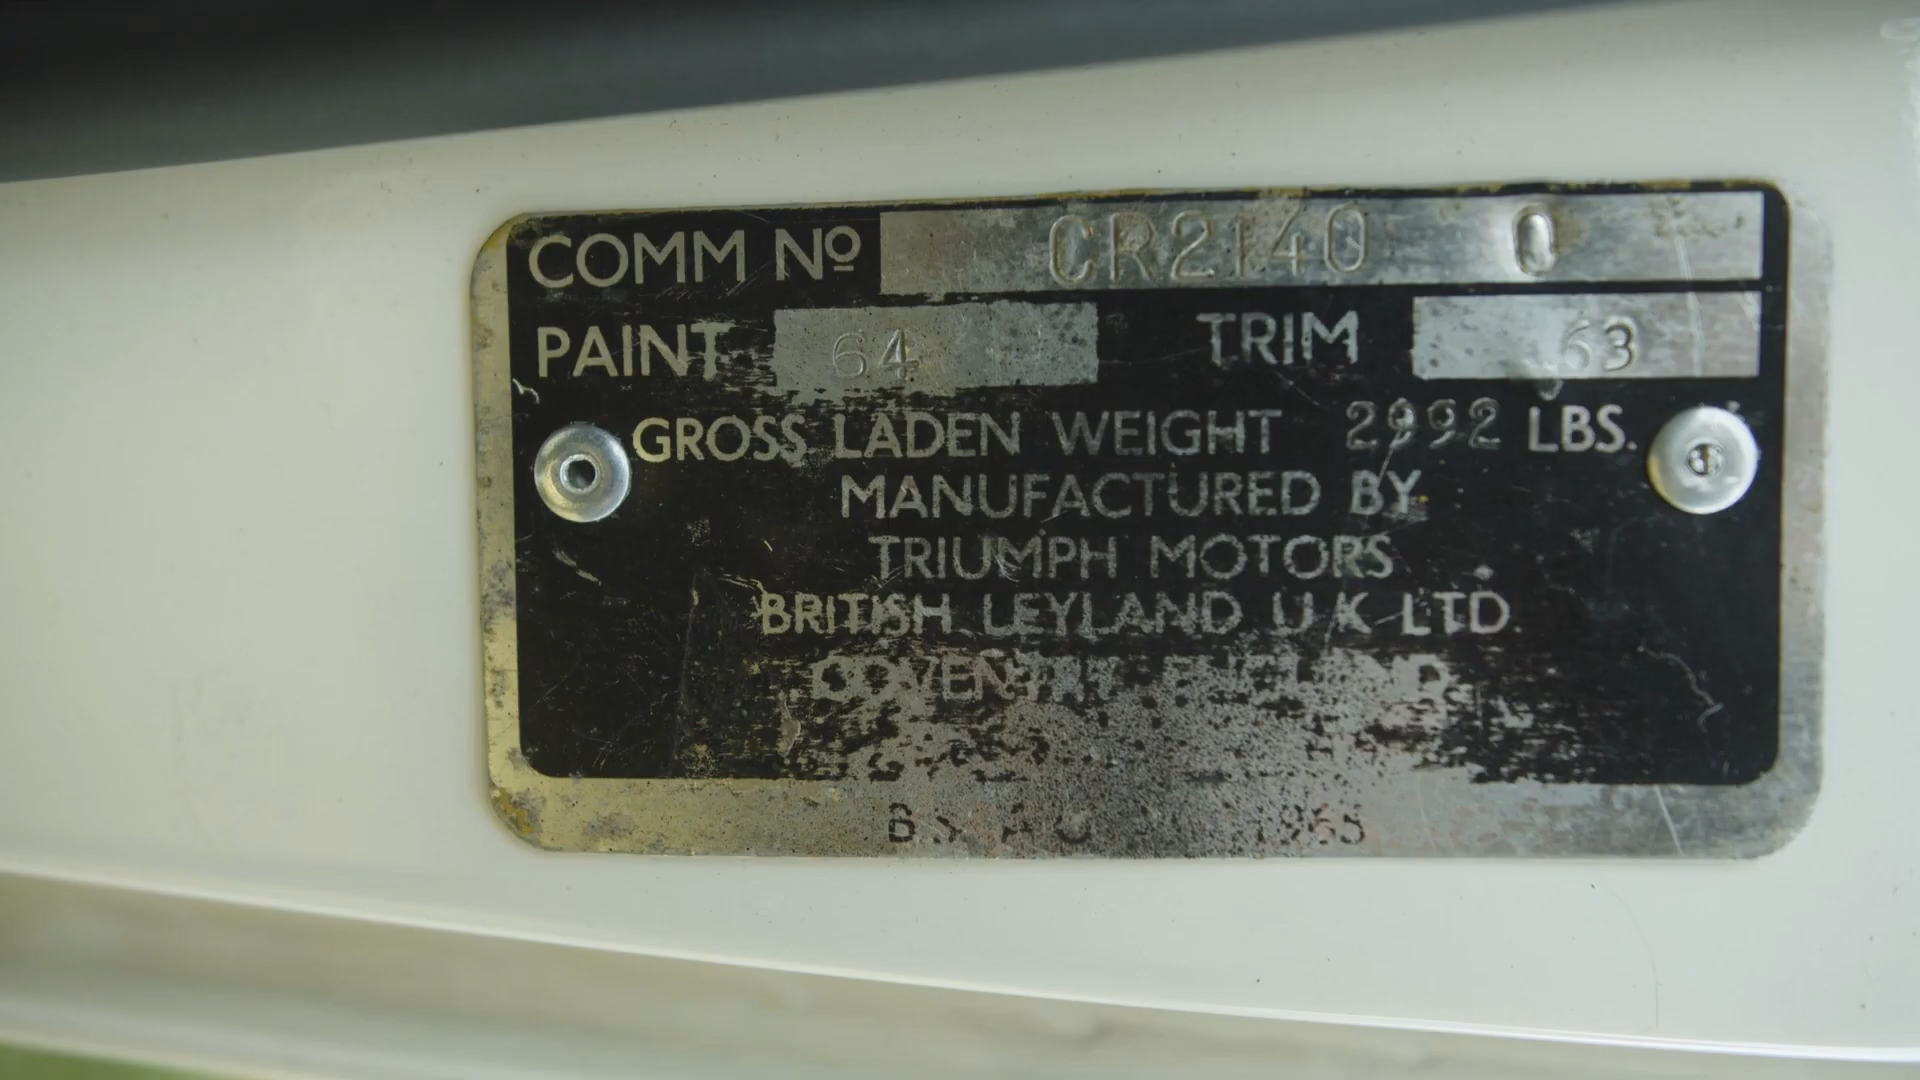 COMM Nº CR2140 O
PAINT 64 TRIM 63
GROSS LADEN WEIGHT 2992 LBS.
MANUFACTURED BY
TRIUMPH MOTORS
BRITISH LEYLAND U K LTD.
COVENTRY ENGLAND